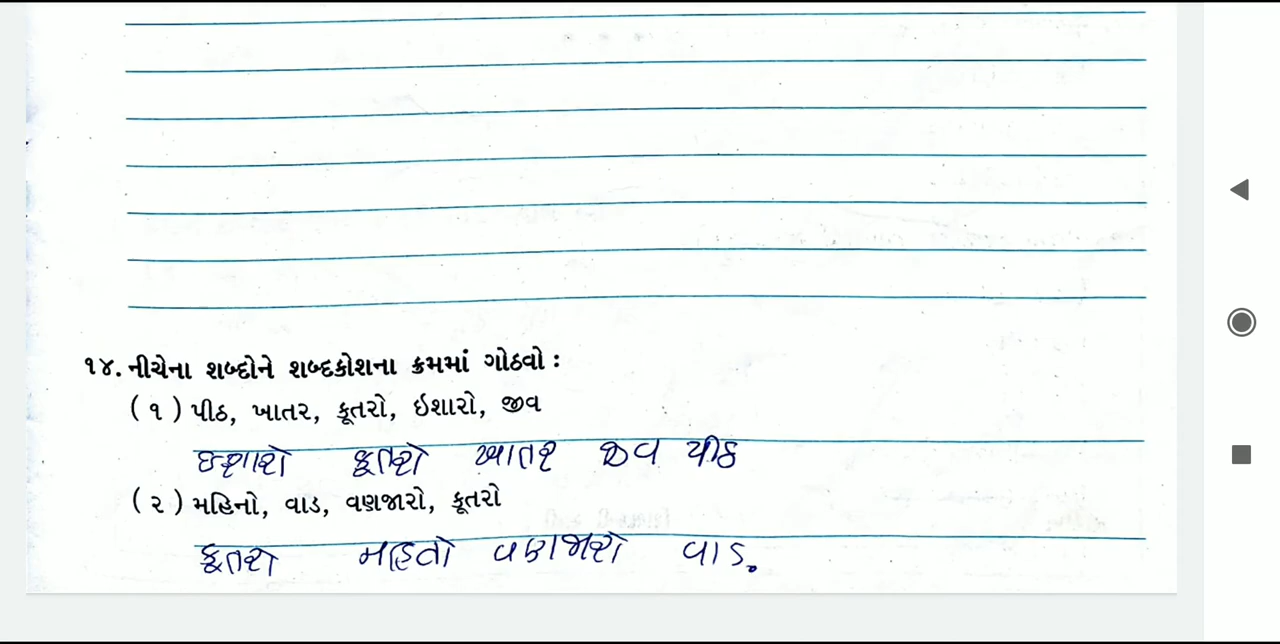 ૧૪. નીચેના શબ્દોને શબ્દકોશના ક્રમમાં ગોઠવો :
( ૧ ) પીઠ, ખાતર, કૂતરો, ઇશારો, જીવ
ઇશારો કૂતરો ખાતર જીવ પીઠ
( ૨ ) મહિનો, વાડ, વણજારો, કૂતરો
કૂતરો મહિનો વણજારો વાડ.